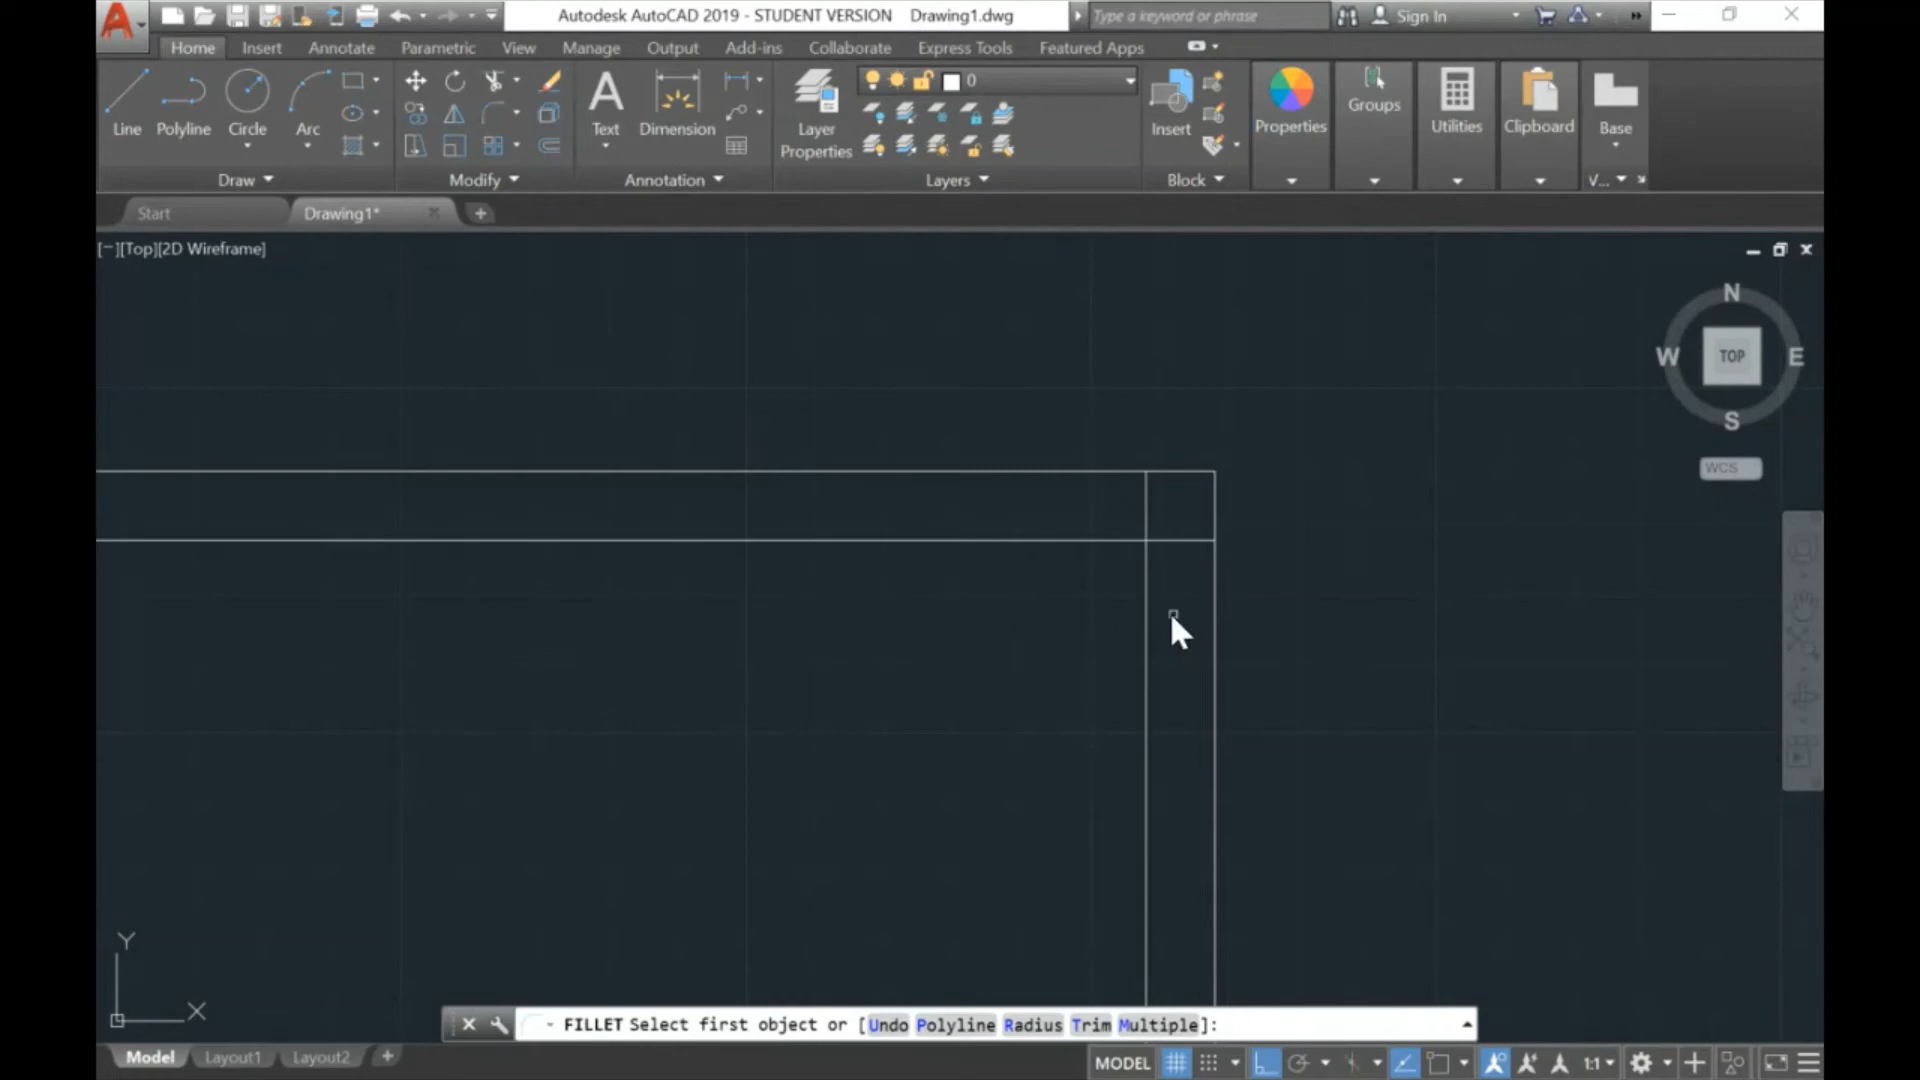 Autodesk AutoCAD 2019 - STUDENT VERSION Drawing1.dwg
Type a keyword or phrase
Sign In
Home Insert Annotate Parametric View Manage Output Add-ins Collaborate Express Tools Featured Apps
Line Polyline Circle Arc
Text Dimension
Layer Properties
0
Insert
Properties
Groups
Utilities
Clipboard
Base
Draw Modify Annotation Layers Block V...
Start Drawing1*
[−][Top][2D Wireframe]
N
W TOP E
S
WCS
Y
X
FILLET Select first object or [Undo Polyline Radius Trim Multiple]:
Model Layout1 Layout2
MODEL 1:1